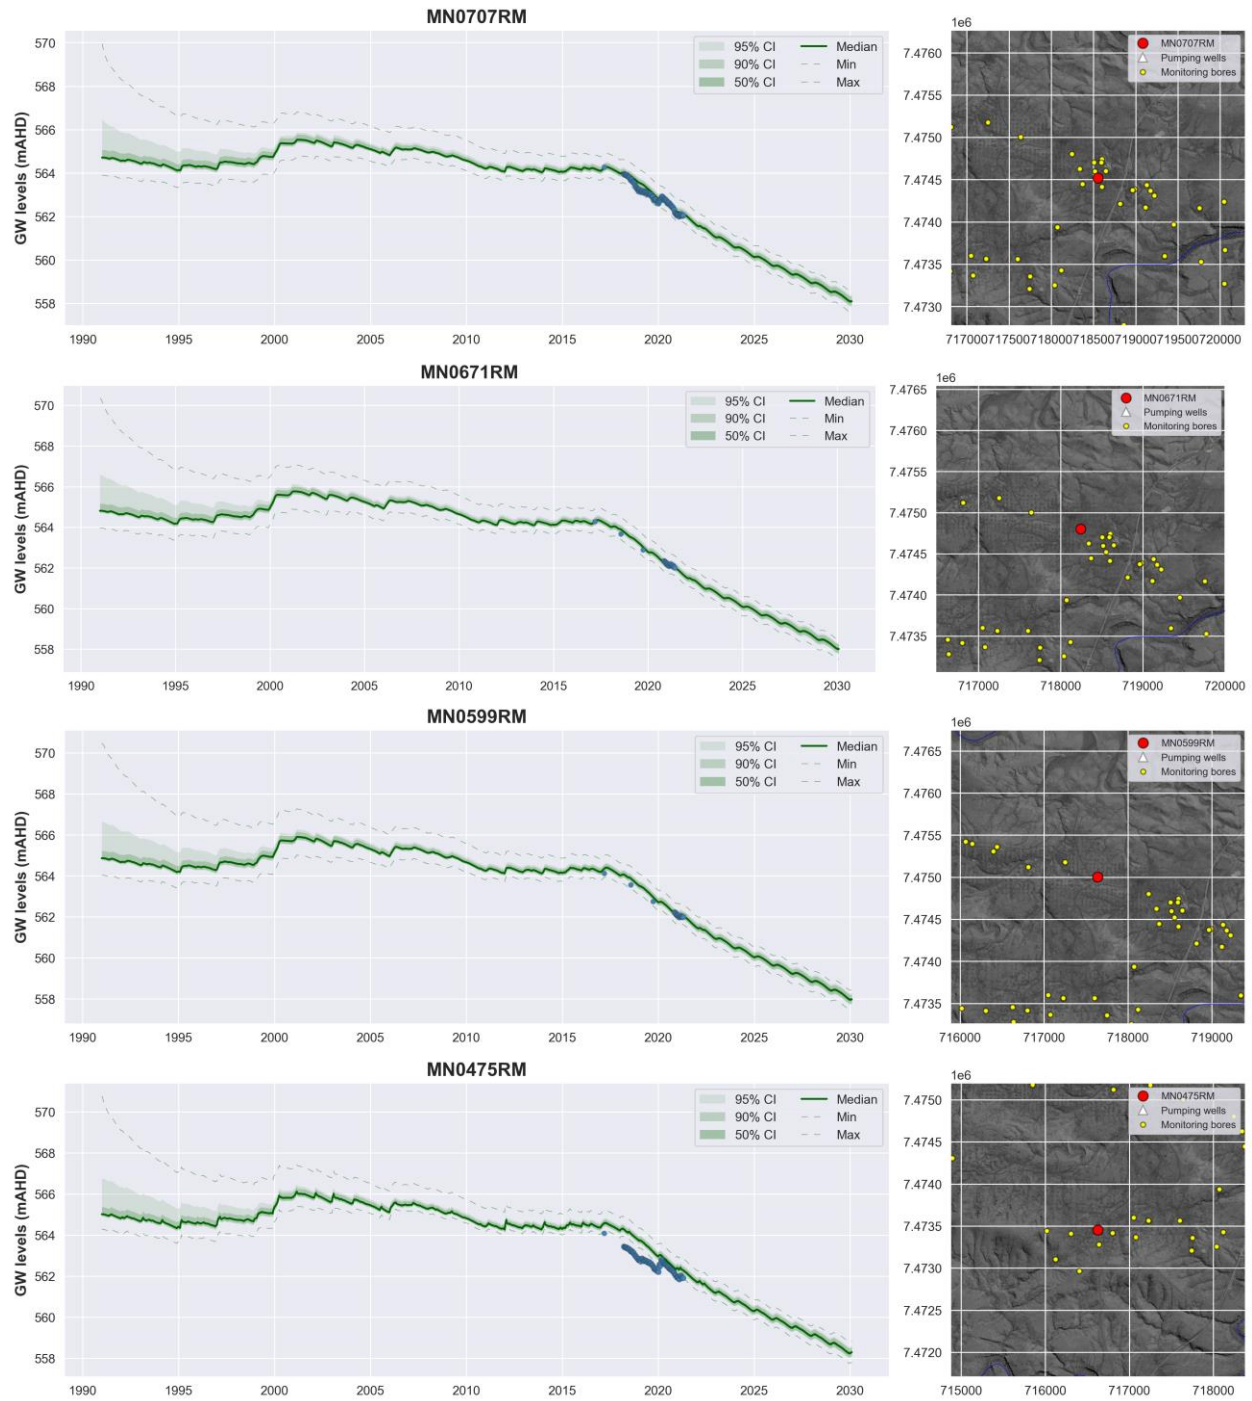 MN0707RM
GW levels (mAHD)
570
568
566
564
562
560
558
1990 1995 2000 2005 2010 2015 2020 2025 2030
95% CI Median
90% CI Min
50% CI Max
1e6
7.4760
7.4755
7.4750
7.4745
7.4740
7.4735
7.4730
717000717500718000718500719000719500720000
MN0707RM
Pumping wells
Monitoring bores
MN0671RM
GW levels (mAHD)
570
568
566
564
562
560
558
1990 1995 2000 2005 2010 2015 2020 2025 2030
95% CI Median
90% CI Min
50% CI Max
1e6
7.4765
7.4760
7.4755
7.4750
7.4745
7.4740
7.4735
717000 718000 719000 720000
MN0671RM
Pumping wells
Monitoring bores
MN0599RM
GW levels (mAHD)
570
568
566
564
562
560
558
1990 1995 2000 2005 2010 2015 2020 2025 2030
95% CI Median
90% CI Min
50% CI Max
1e6
7.4765
7.4760
7.4755
7.4750
7.4745
7.4740
7.4735
716000 717000 718000 719000
MN0599RM
Pumping wells
Monitoring bores
MN0475RM
GW levels (mAHD)
570
568
566
564
562
560
558
1990 1995 2000 2005 2010 2015 2020 2025 2030
95% CI Median
90% CI Min
50% CI Max
1e6
7.4750
7.4745
7.4740
7.4735
7.4730
7.4725
7.4720
715000 716000 717000 718000
MN0475RM
Pumping wells
Monitoring bores